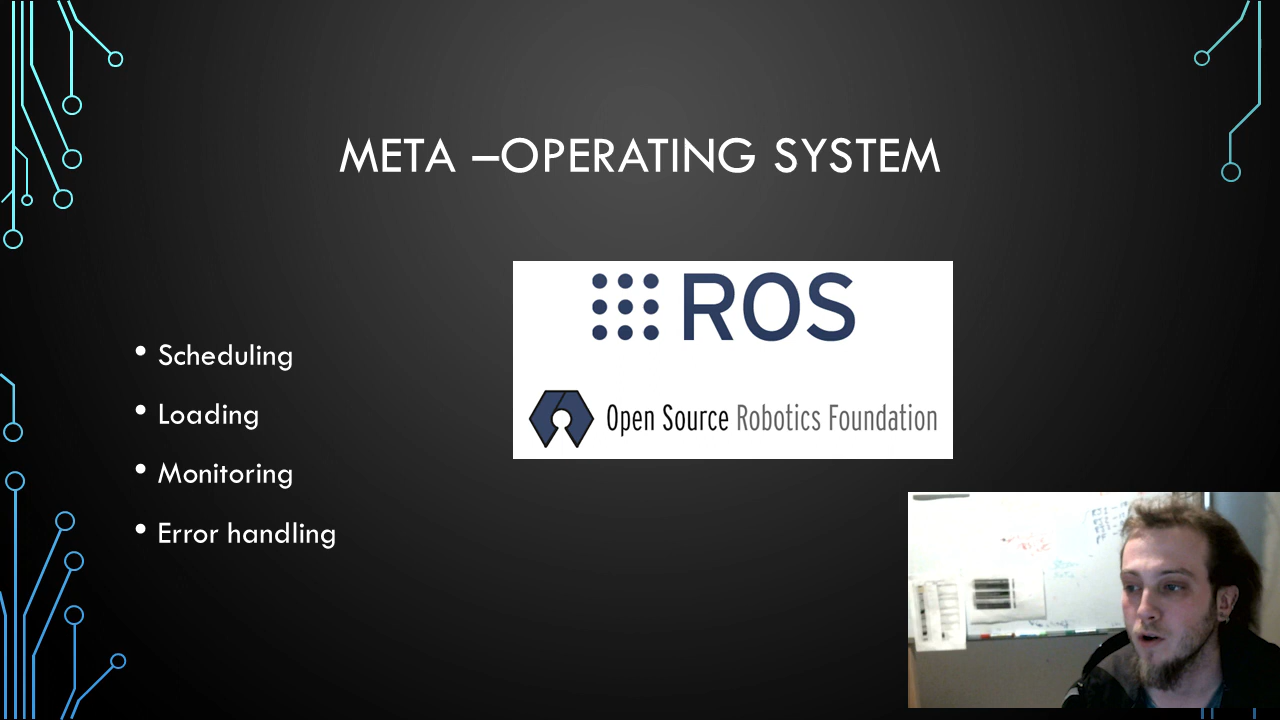 META –OPERATING SYSTEM
ROS
Open Source Robotics Foundation
• Scheduling
• Loading
• Monitoring
• Error handling